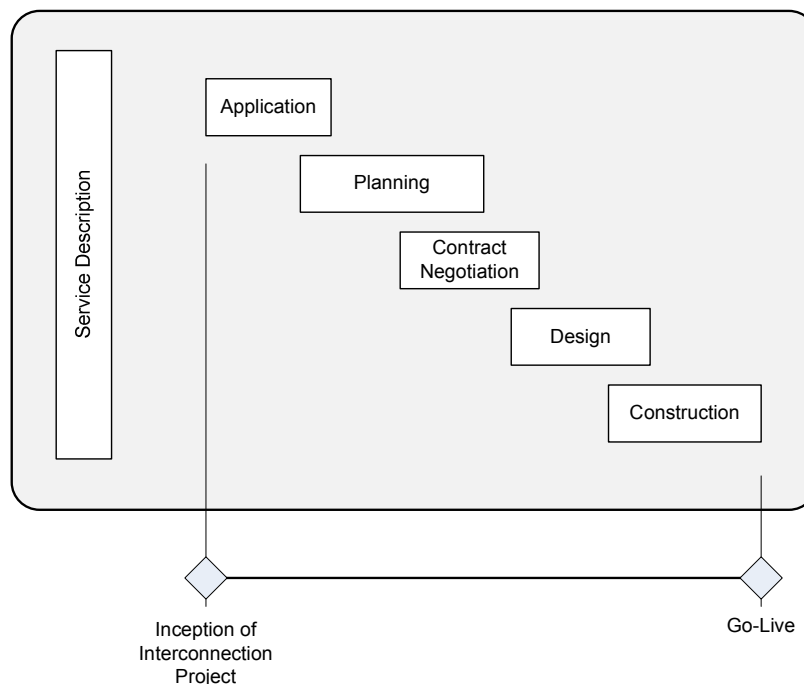 Service Description
Application
Planning
Contract
Negotiation
Design
Construction
Inception of
Interconnection
Project
Go-Live